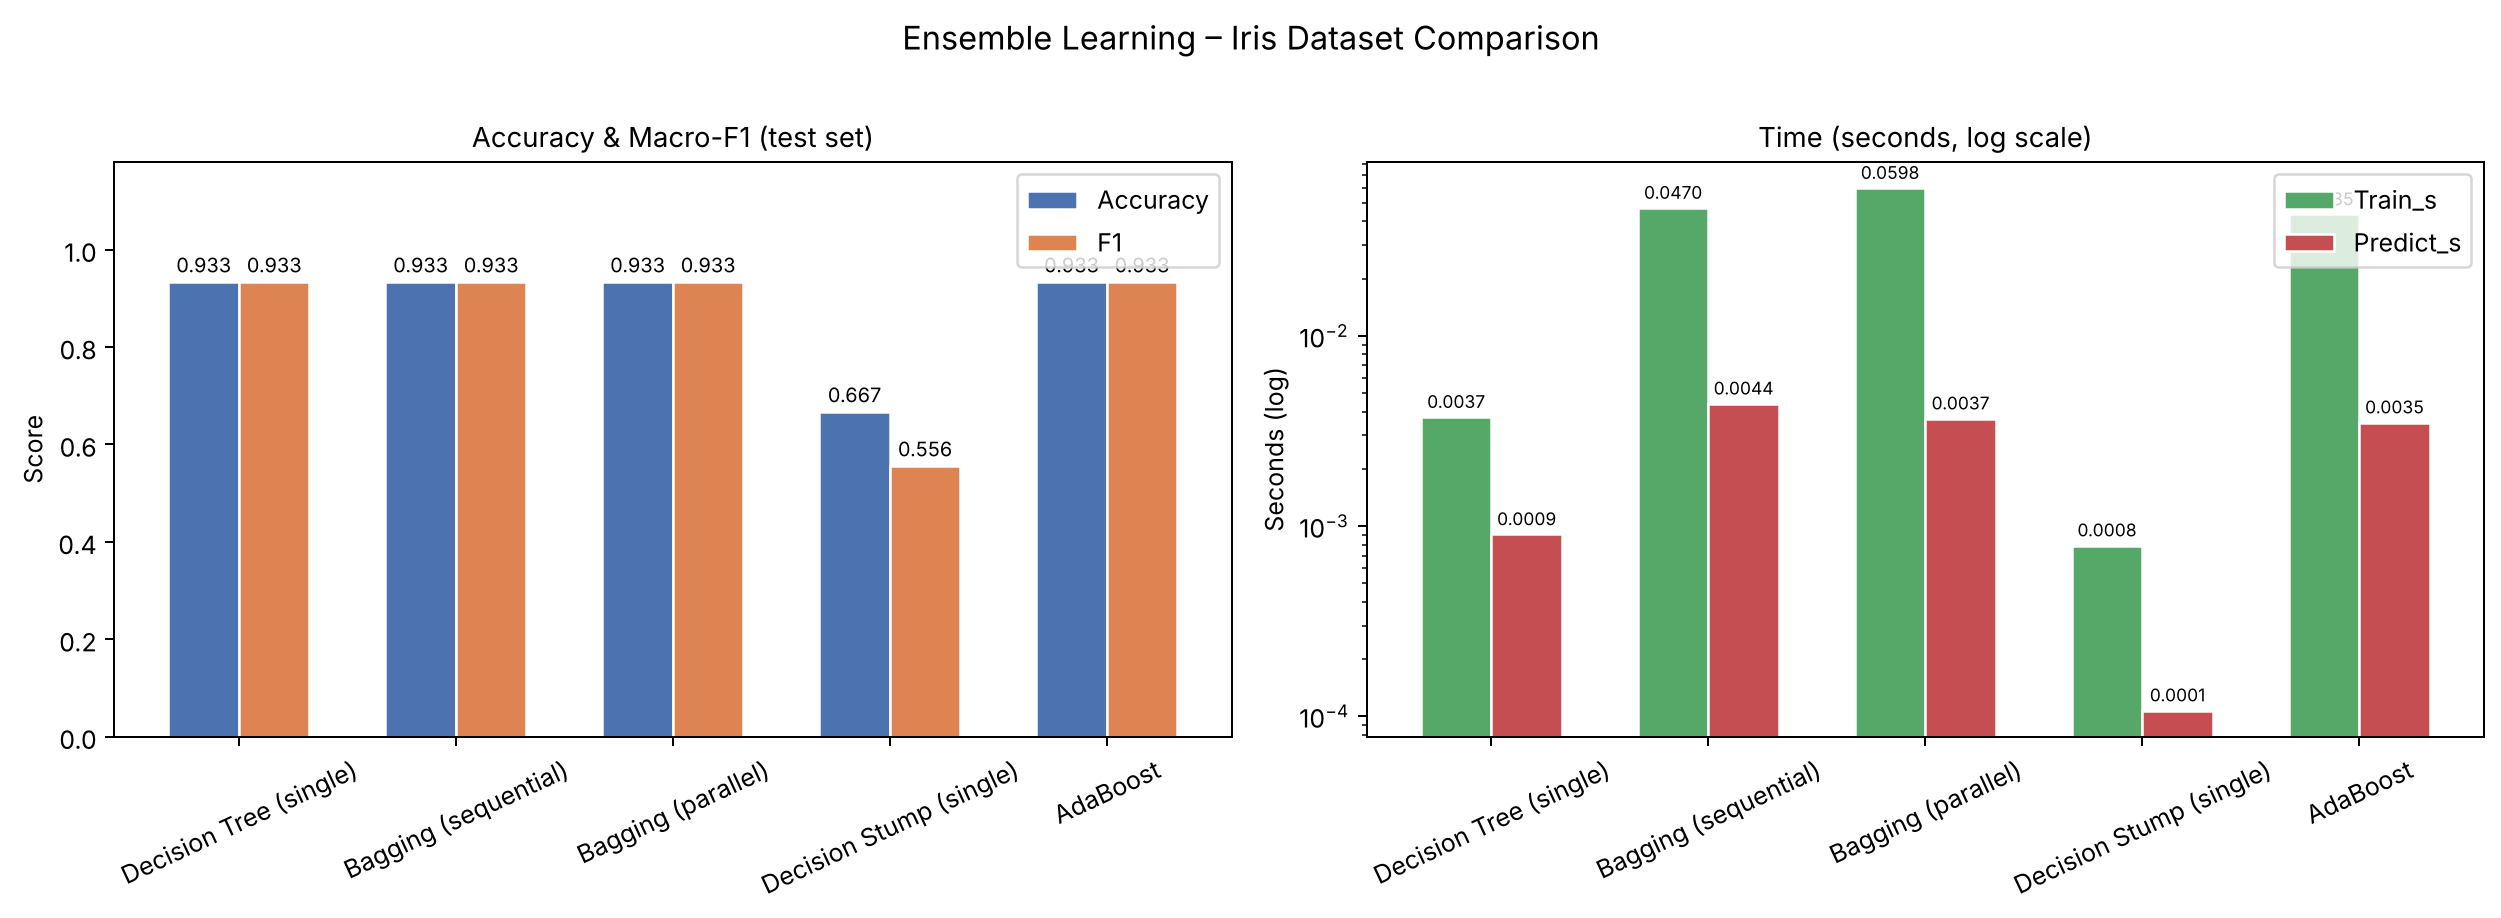 Ensemble Learning – Iris Dataset Comparison
Accuracy & Macro-F1 (test set)
Accuracy
F1
Score
1.0
0.8
0.6
0.4
0.2
0.0
0.933 0.933 0.933 0.933 0.933 0.933 0.667 0.556 0.933 0.933
Decision Tree (single)
Bagging (sequential)
Bagging (parallel)
Decision Stump (single)
AdaBoost
Time (seconds, log scale)
Train_s
Predict_s
Seconds (log)
10⁻²
10⁻³
10⁻⁴
0.0037 0.0009 0.0470 0.0044 0.0598 0.0037 0.0008 0.0001 0.0035
Decision Tree (single)
Bagging (sequential)
Bagging (parallel)
Decision Stump (single)
AdaBoost